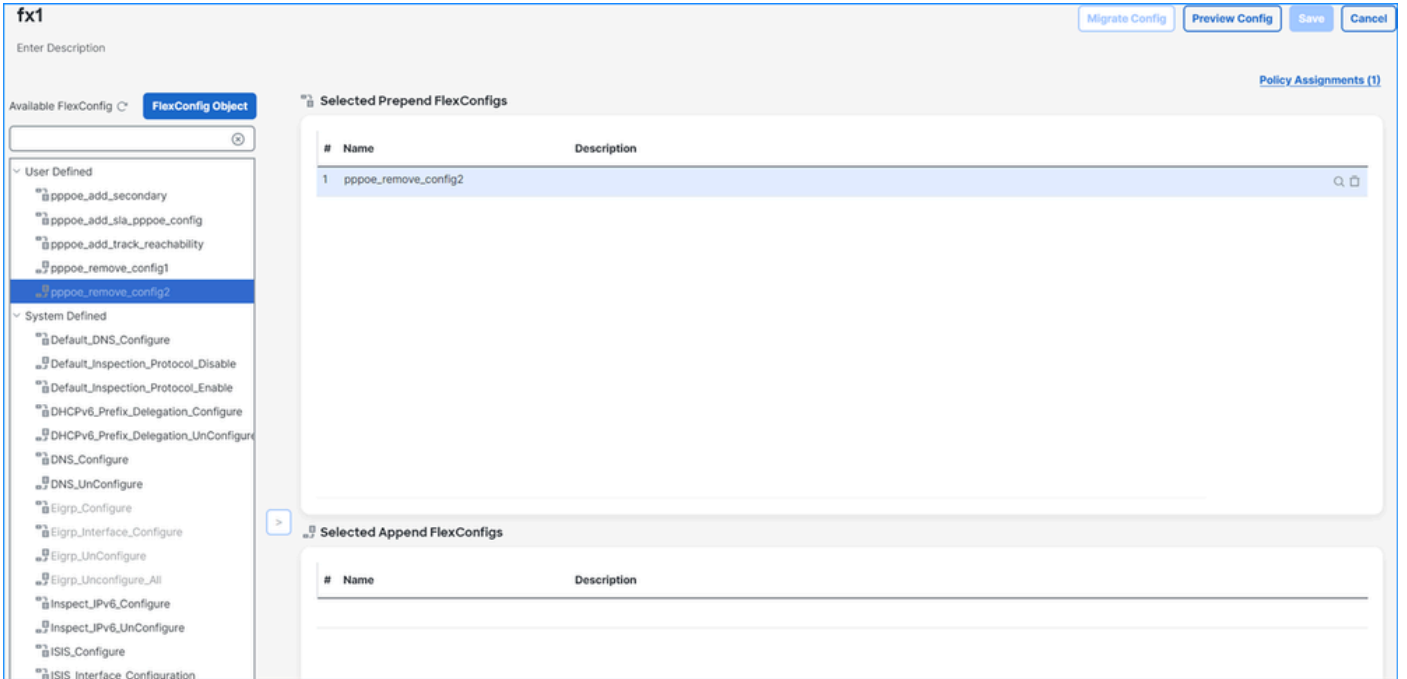 fx1
Migrate Config Preview Config Save Cancel
Enter Description
Policy Assignments (1)
Available FlexConfig FlexConfig Object
User Defined
pppoe_add_secondary
pppoe_add_sla_pppoe_config
pppoe_add_track_reachability
pppoe_remove_config1
pppoe_remove_config2
System Defined
Default_DNS_Configure
Default_Inspection_Protocol_Disable
Default_Inspection_Protocol_Enable
DHCPv6_Prefix_Delegation_Configure
DHCPv6_Prefix_Delegation_UnConfigure
DNS_Configure
DNS_UnConfigure
Eigrp_Configure
Eigrp_Interface_Configure
Eigrp_UnConfigure
Eigrp_Unconfigure_All
Inspect_IPv6_Configure
Inspect_IPv6_UnConfigure
ISIS_Configure
ISIS_Interface_Configuration
>
Selected Prepend FlexConfigs
# Name Description
1 pppoe_remove_config2
Selected Append FlexConfigs
# Name Description